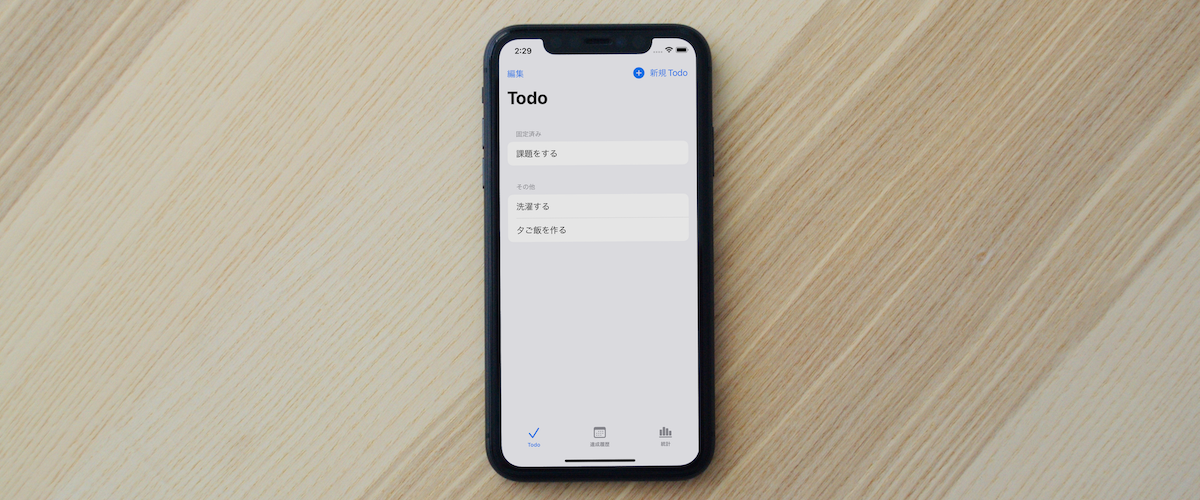 2:29
編集
新規 Todo
Todo
固定済み
課題をする
その他
洗濯する
夕ご飯を作る
Todo
達成履歴
統計